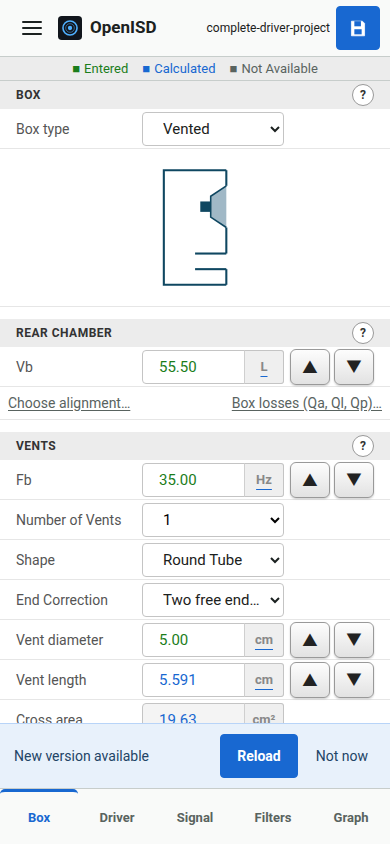 OpenISD complete-driver-project
Entered Calculated Not Available
BOX ?
Box type Vented
REAR CHAMBER ?
Vb 55.50 L ▲ ▼
Choose alignment... Box losses (Qa, Ql, Qp)...
VENTS ?
Fb 35.00 Hz ▲ ▼
Number of Vents 1
Shape Round Tube
End Correction Two free end...
Vent diameter 5.00 cm ▲ ▼
Vent length 5.591 cm ▲ ▼
Cross area 19.63 cm²
New version available Reload Not now
Box Driver Signal Filters Graph